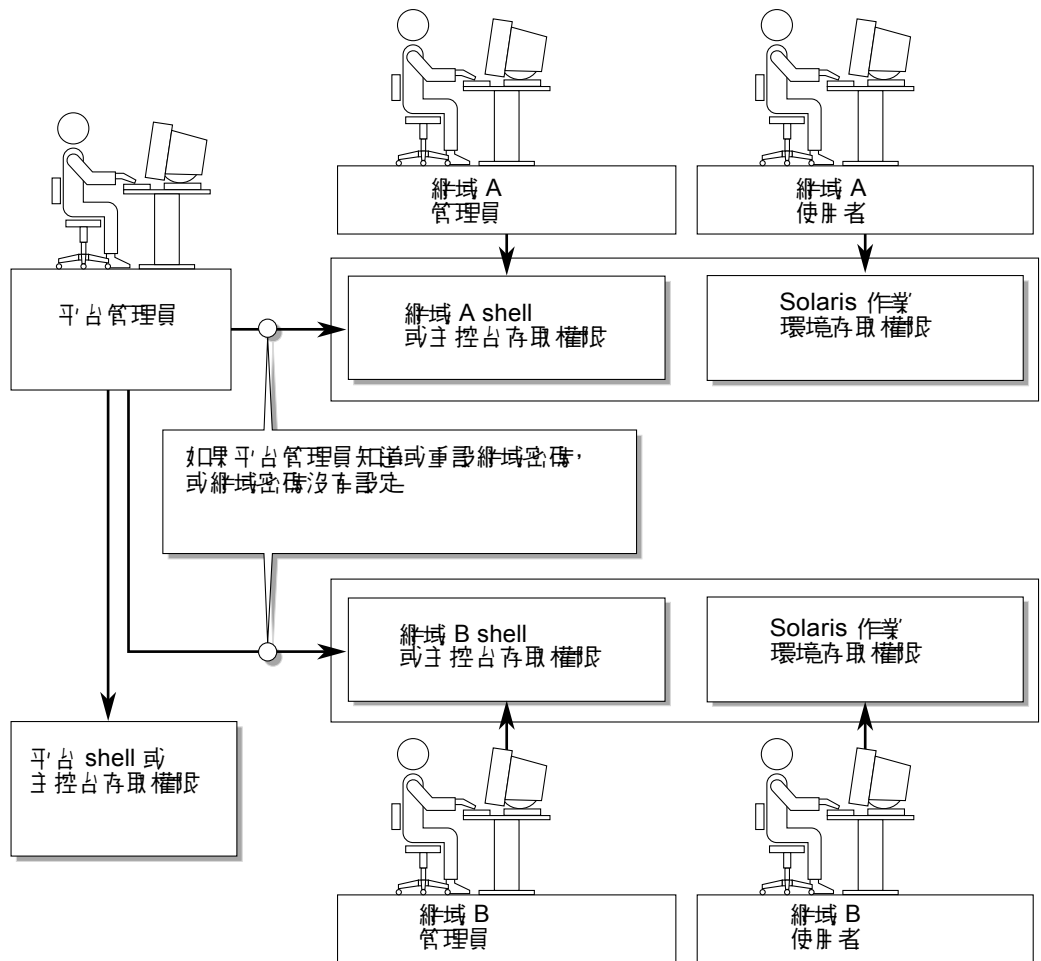 網域 A
管理員
網域 A
使用者
平台管理員
網域 A shell
或主控台存取權限
Solaris 作業
環境存取權限
如果平台管理員知道或重設網域密碼，
或網域密碼沒有設定
網域 B shell
或主控台存取權限
Solaris 作業
環境存取權限
平台 shell 或
主控台存取權限
網域 B
管理員
網域 B
使用者